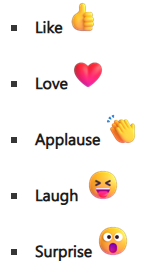 Like 👍
Love ❤️
Applause 👏
Laugh 😆
Surprise 😲